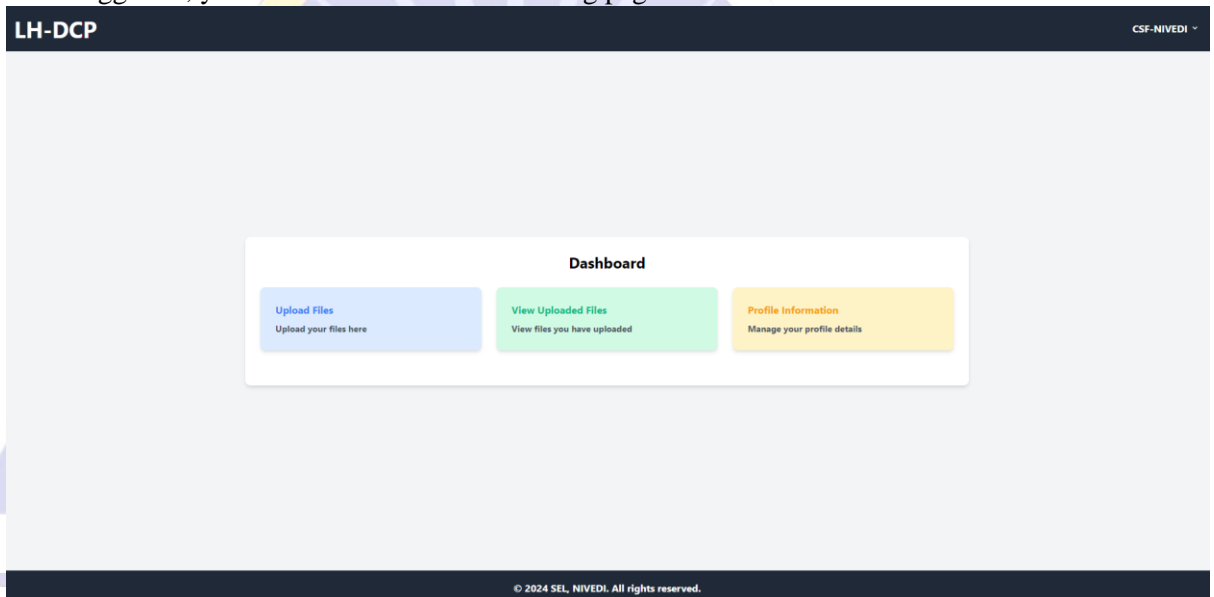 LH-DCP
CSF-NIVEDI
Dashboard
Upload Files
Upload your files here
View Uploaded Files
View files you have uploaded
Profile Information
Manage your profile details
© 2024 SEL, NIVEDI. All rights reserved.